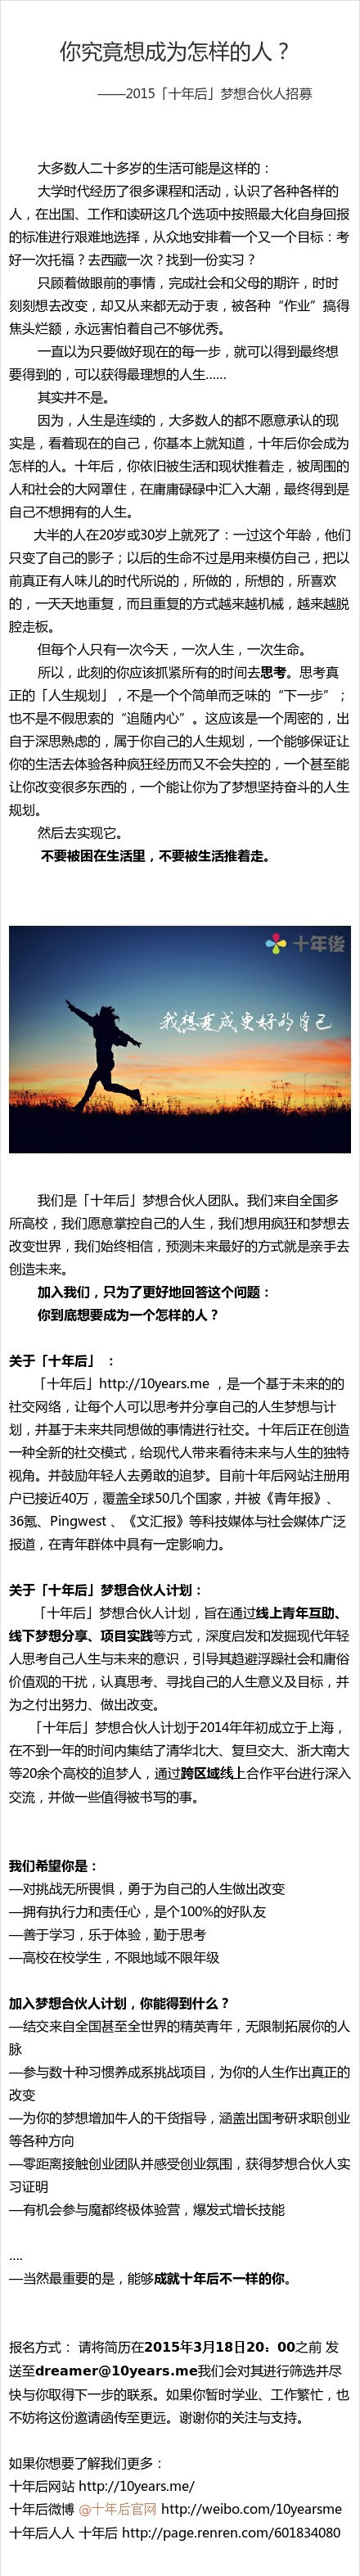 你究竟想成为怎样的人？
——2015「十年后」梦想合伙人招募
大多数人二十多岁的生活可能是这样的：
大学时代经历了很多课程和活动，认识了各种各样的
人，在出国、工作和读研这几个选项中按照最大化自身回报
的标准进行艰难地选择，从众地安排着一个又一个目标：考
好一次托福？去西藏一次？找到一份实习？
只顾着做眼前的事情，完成社会和父母的期许，时时
刻刻想去改变，却又从来都无动于衷，被各种“作业”搞得
焦头烂额，永远害怕着自己不够优秀。
一直以为只要做好现在的每一步，就可以得到最终想
要得到的，可以获得最理想的人生……
其实并不是。
因为，人生是连续的，大多数人的都不愿意承认的现
实是，看着现在的自己，你基本上就知道，十年后你会成为
怎样的人。十年后，你依旧被生活和现状推着走，被周围的
人和社会的大网罩住，在庸庸碌碌中汇入大潮，最终得到是
自己不想拥有的人生。
大半的人在20岁或30岁上就死了：一过这个年龄，他们
只变了自己的影子；以后的生命不过是用来模仿自己，把以
前真正有人味儿的时代所说的，所做的，所想的，所喜欢
的，一天天地重复，而且重复的方式越来越机械，越来越脱
腔走板。
但每个人只有一次今天，一次人生，一次生命。
所以，此刻的你应该抓紧所有的时间去思考。思考真
正的「人生规划」，不是一个个简单而乏味的“下一步”；
也不是不假思索的“追随内心”。这应该是一个周密的，出
自于深思熟虑的，属于你自己的人生规划，一个能够保证让
你的生活去体验各种疯狂经历而又不会失控的，一个甚至能
让你改变很多东西的，一个能让你为了梦想坚持奋斗的人生
规划。
然后去实现它。
不要被困在生活里，不要被生活推着走。
十年後
我想变成更好的自己
我们是「十年后」梦想合伙人团队。我们来自全国多
所高校，我们愿意掌控自己的人生，我们想用疯狂和梦想去
改变世界，我们始终相信，预测未来最好的方式就是亲手去
创造未来。
加入我们，只为了更好地回答这个问题：
你到底想要成为一个怎样的人？
关于「十年后」：
「十年后」http://10years.me ，是一个基于未来的的
社交网络，让每个人可以思考并分享自己的人生梦想与计
划，并基于未来共同想做的事情进行社交。十年后正在创造
一种全新的社交模式，给现代人带来看待未来与人生的独特
视角。并鼓励年轻人去勇敢的追梦。目前十年后网站注册用
户已接近40万，覆盖全球50几个国家，并被《青年报》、
36氪、Pingwest 、《文汇报》等科技媒体与社会媒体广泛
报道，在青年群体中具有一定影响力。
关于「十年后」梦想合伙人计划：
「十年后」梦想合伙人计划，旨在通过线上青年互助、
线下梦想分享、项目实践等方式，深度启发和发掘现代年轻
人思考自己人生与未来的意识，引导其趋避浮躁社会和庸俗
价值观的干扰，认真思考、寻找自己的人生意义及目标，并
为之付出努力、做出改变。
「十年后」梦想合伙人计划于2014年年初成立于上海，
在不到一年的时间内集结了清华北大、复旦交大、浙大南大
等20余个高校的追梦人，通过跨区域线上合作平台进行深入
交流，并做一些值得被书写的事。
我们希望你是：
—对挑战无所畏惧，勇于为自己的人生做出改变
—拥有执行力和责任心，是个100%的好队友
—善于学习，乐于体验，勤于思考
—高校在校学生，不限地域不限年级
加入梦想合伙人计划，你能得到什么？
—结交来自全国甚至全世界的精英青年，无限制拓展你的人
脉
—参与数十种习惯养成系挑战项目，为你的人生作出真正的
改变
—为你的梦想增加牛人的干货指导，涵盖出国考研求职创业
等各种方向
—零距离接触创业团队并感受创业氛围，获得梦想合伙人实
习证明
—有机会参与魔都终极体验营，爆发式增长技能
....
—当然最重要的是，能够成就十年后不一样的你。
报名方式： 请将简历在2015年3月18日20：00之前 发
送至dreamer@10years.me我们会对其进行筛选并尽
快与你取得下一步的联系。如果你暂时学业、工作繁忙，也
不妨将这份邀请函传至更远。谢谢你的关注与支持。
如果你想要了解我们更多：
十年后网站 http://10years.me/
十年后微博 @十年后官网 http://weibo.com/10yearsme
十年后人人 十年后 http://page.renren.com/601834080